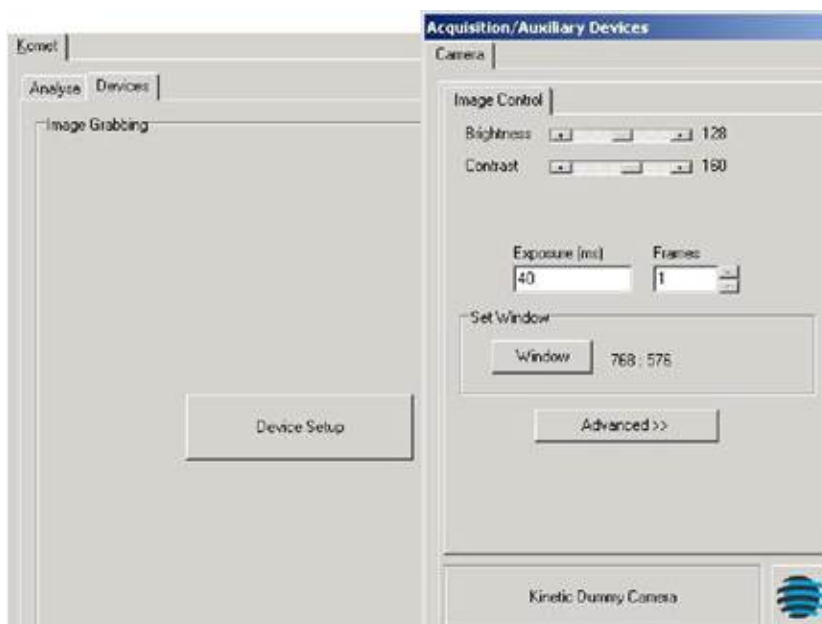 Komet
Analyse Devices
Image Grabbing
Device Setup
Acquisition/Auxiliary Devices
Camera
Image Control
Brightness 128
Contrast 160
Exposure (ms) Frames
40 1
Set Window
Window 768 : 576
Advanced >>
Kinetic Dummy Camera